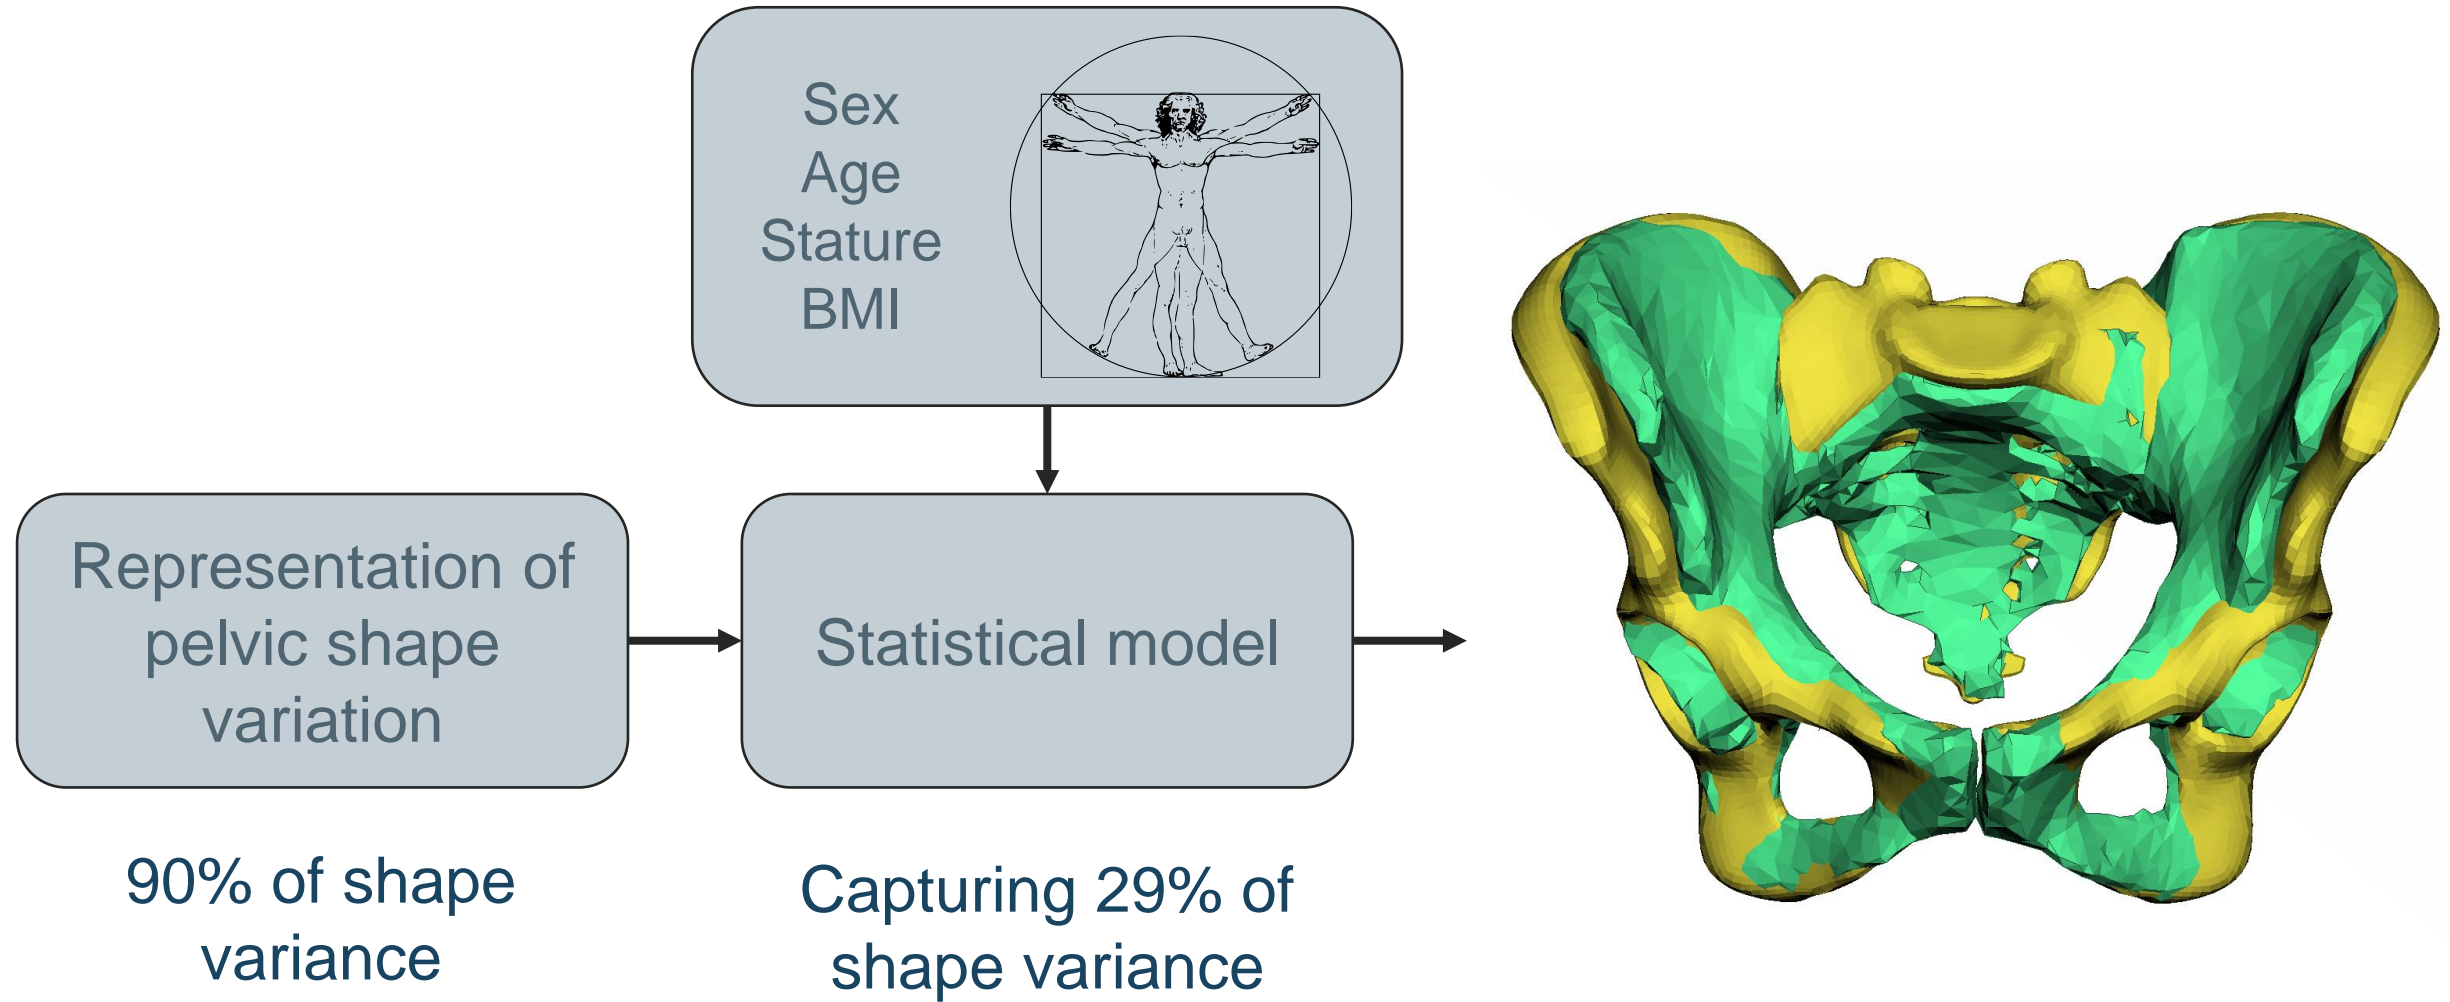 Sex
Age
Stature
BMI
Representation of
pelvic shape
variation
Statistical model
90% of shape
variance
Capturing 29% of
shape variance